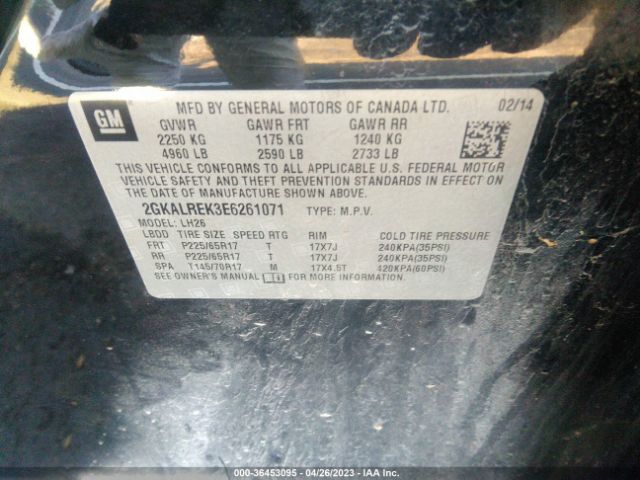 GM
MFD BY GENERAL MOTORS OF CANADA LTD. 02/14
GVWR GAWR FRT GAWR RR
2250 KG 1175 KG 1240 KG
4960 LB 2590 LB 2733 LB
THIS VEHICLE CONFORMS TO ALL APPLICABLE U.S. FEDERAL MOTOR
VEHICLE SAFETY AND THEFT PREVENTION STANDARDS IN EFFECT ON
THE DATE OF MANUFACTURE SHOWN ABOVE.
2GKALREK3E6261071 TYPE: M.P.V.
MODEL: LH26
LBDD TIRE SIZE SPEED RTG RIM COLD TIRE PRESSURE
FRT P225/65R17 T 17X7J 240KPA(35PSI)
RR P225/65R17 T 17X7J 240KPA(35PSI)
SPA T145/70R17 M 17X4.5T 420KPA(60PSI)
SEE OWNER'S MANUAL FOR MORE INFORMATION.
000-36453095 - 04/26/2023 - IAA Inc.